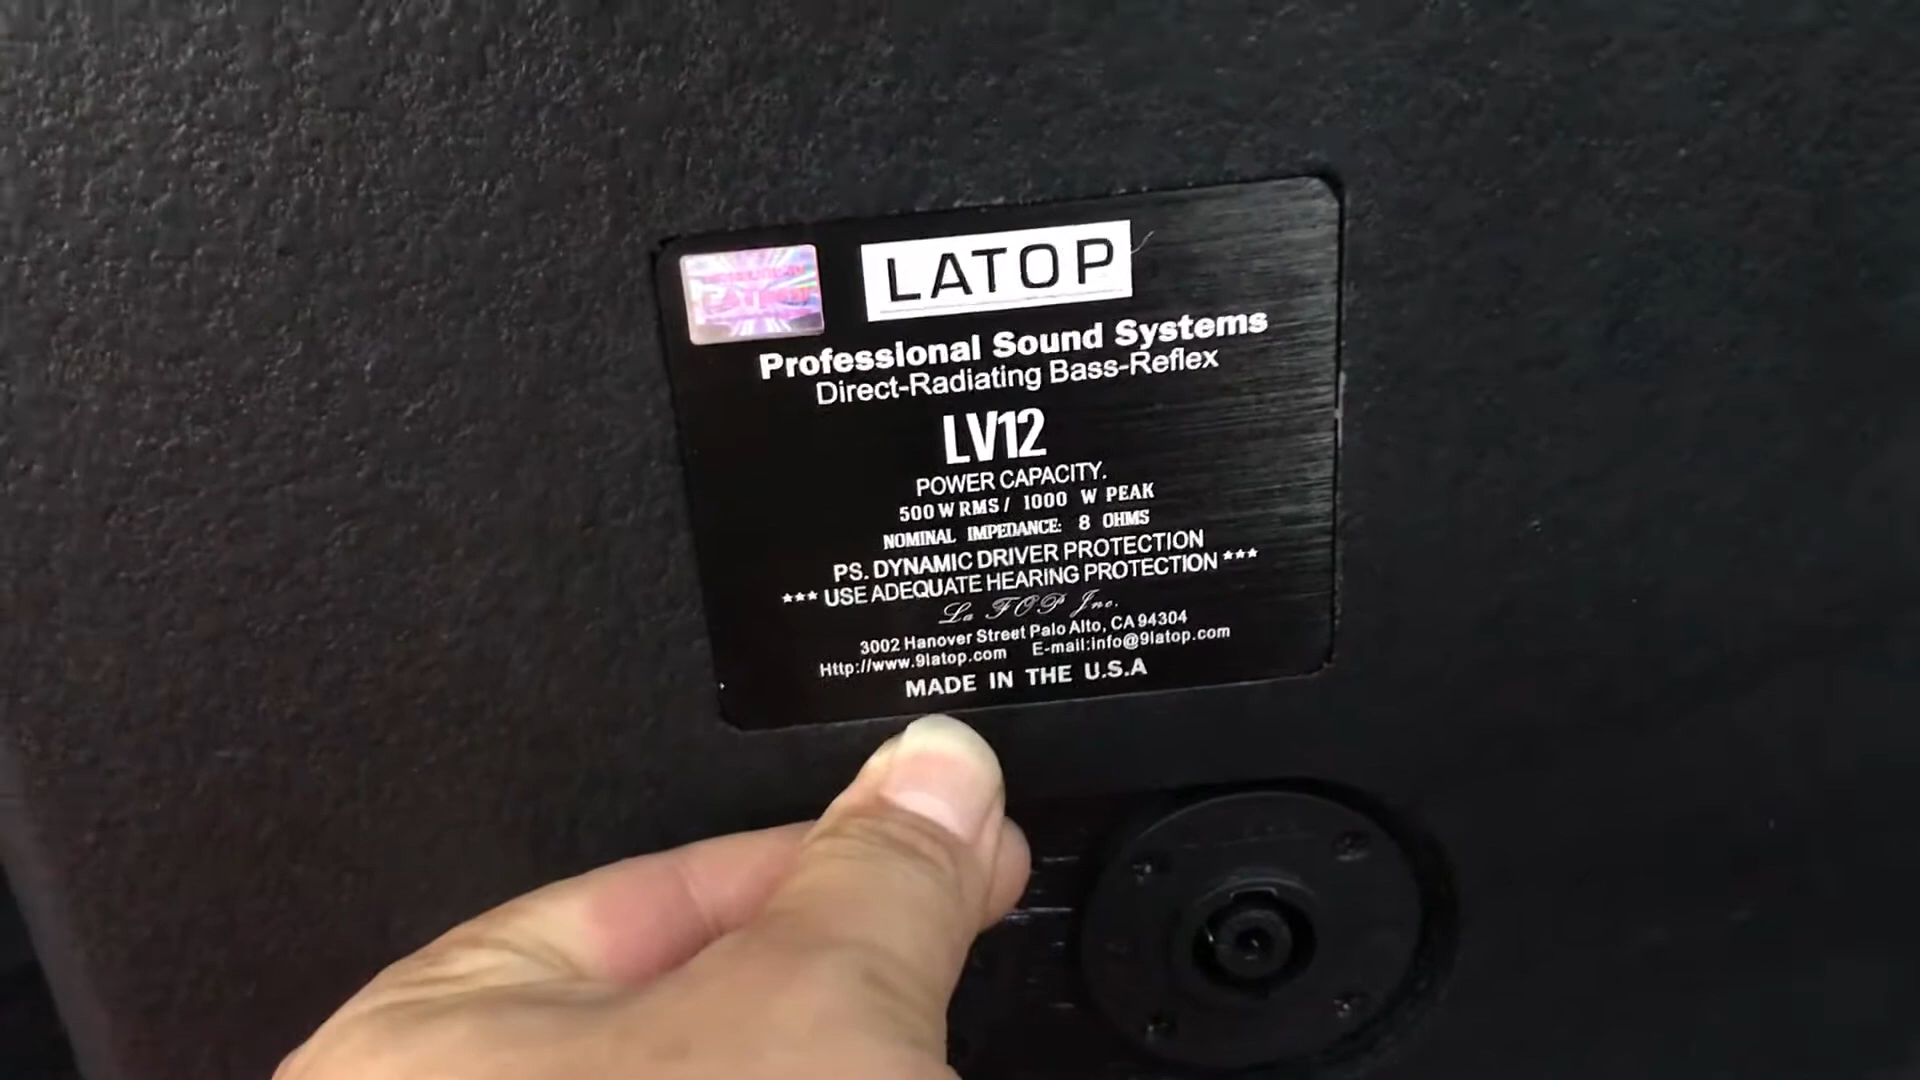 LATOP
Professional Sound Systems
Direct-Radiating Bass-Reflex
LV12
POWER CAPACITY.
500 W RMS / 1000 W PEAK
NOMINAL IMPEDANCE: 8 OHMS
PS. DYNAMIC DRIVER PROTECTION
*** USE ADEQUATE HEARING PROTECTION ***
La TOP Inc.
3002 Hanover Street Palo Alto, CA 94304
Http://www.9latop.com E-mail:info@9latop.com
MADE IN THE U.S.A